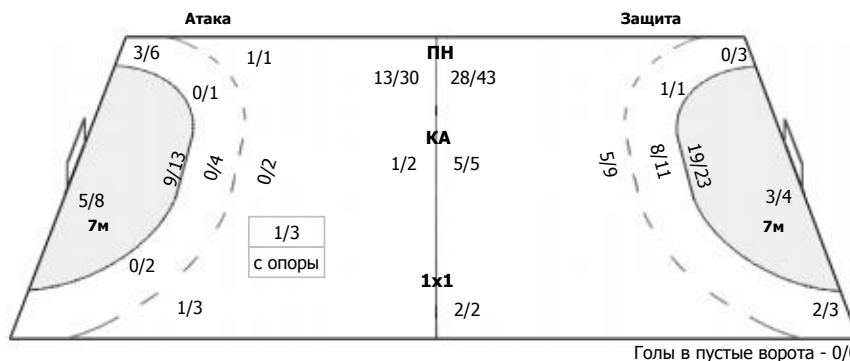 Атака Защита
3/6 1/1 ПН 0/3
13/30 28/43
0/1 1/1
КА
9/13 0/4 0/2 1/2 5/5 5/9 8/11 19/23
5/8 3/4
7м 7м
1/3
с опоры
0/2
1x1
1/3 2/2 2/3
Голы в пустые ворота - 0/